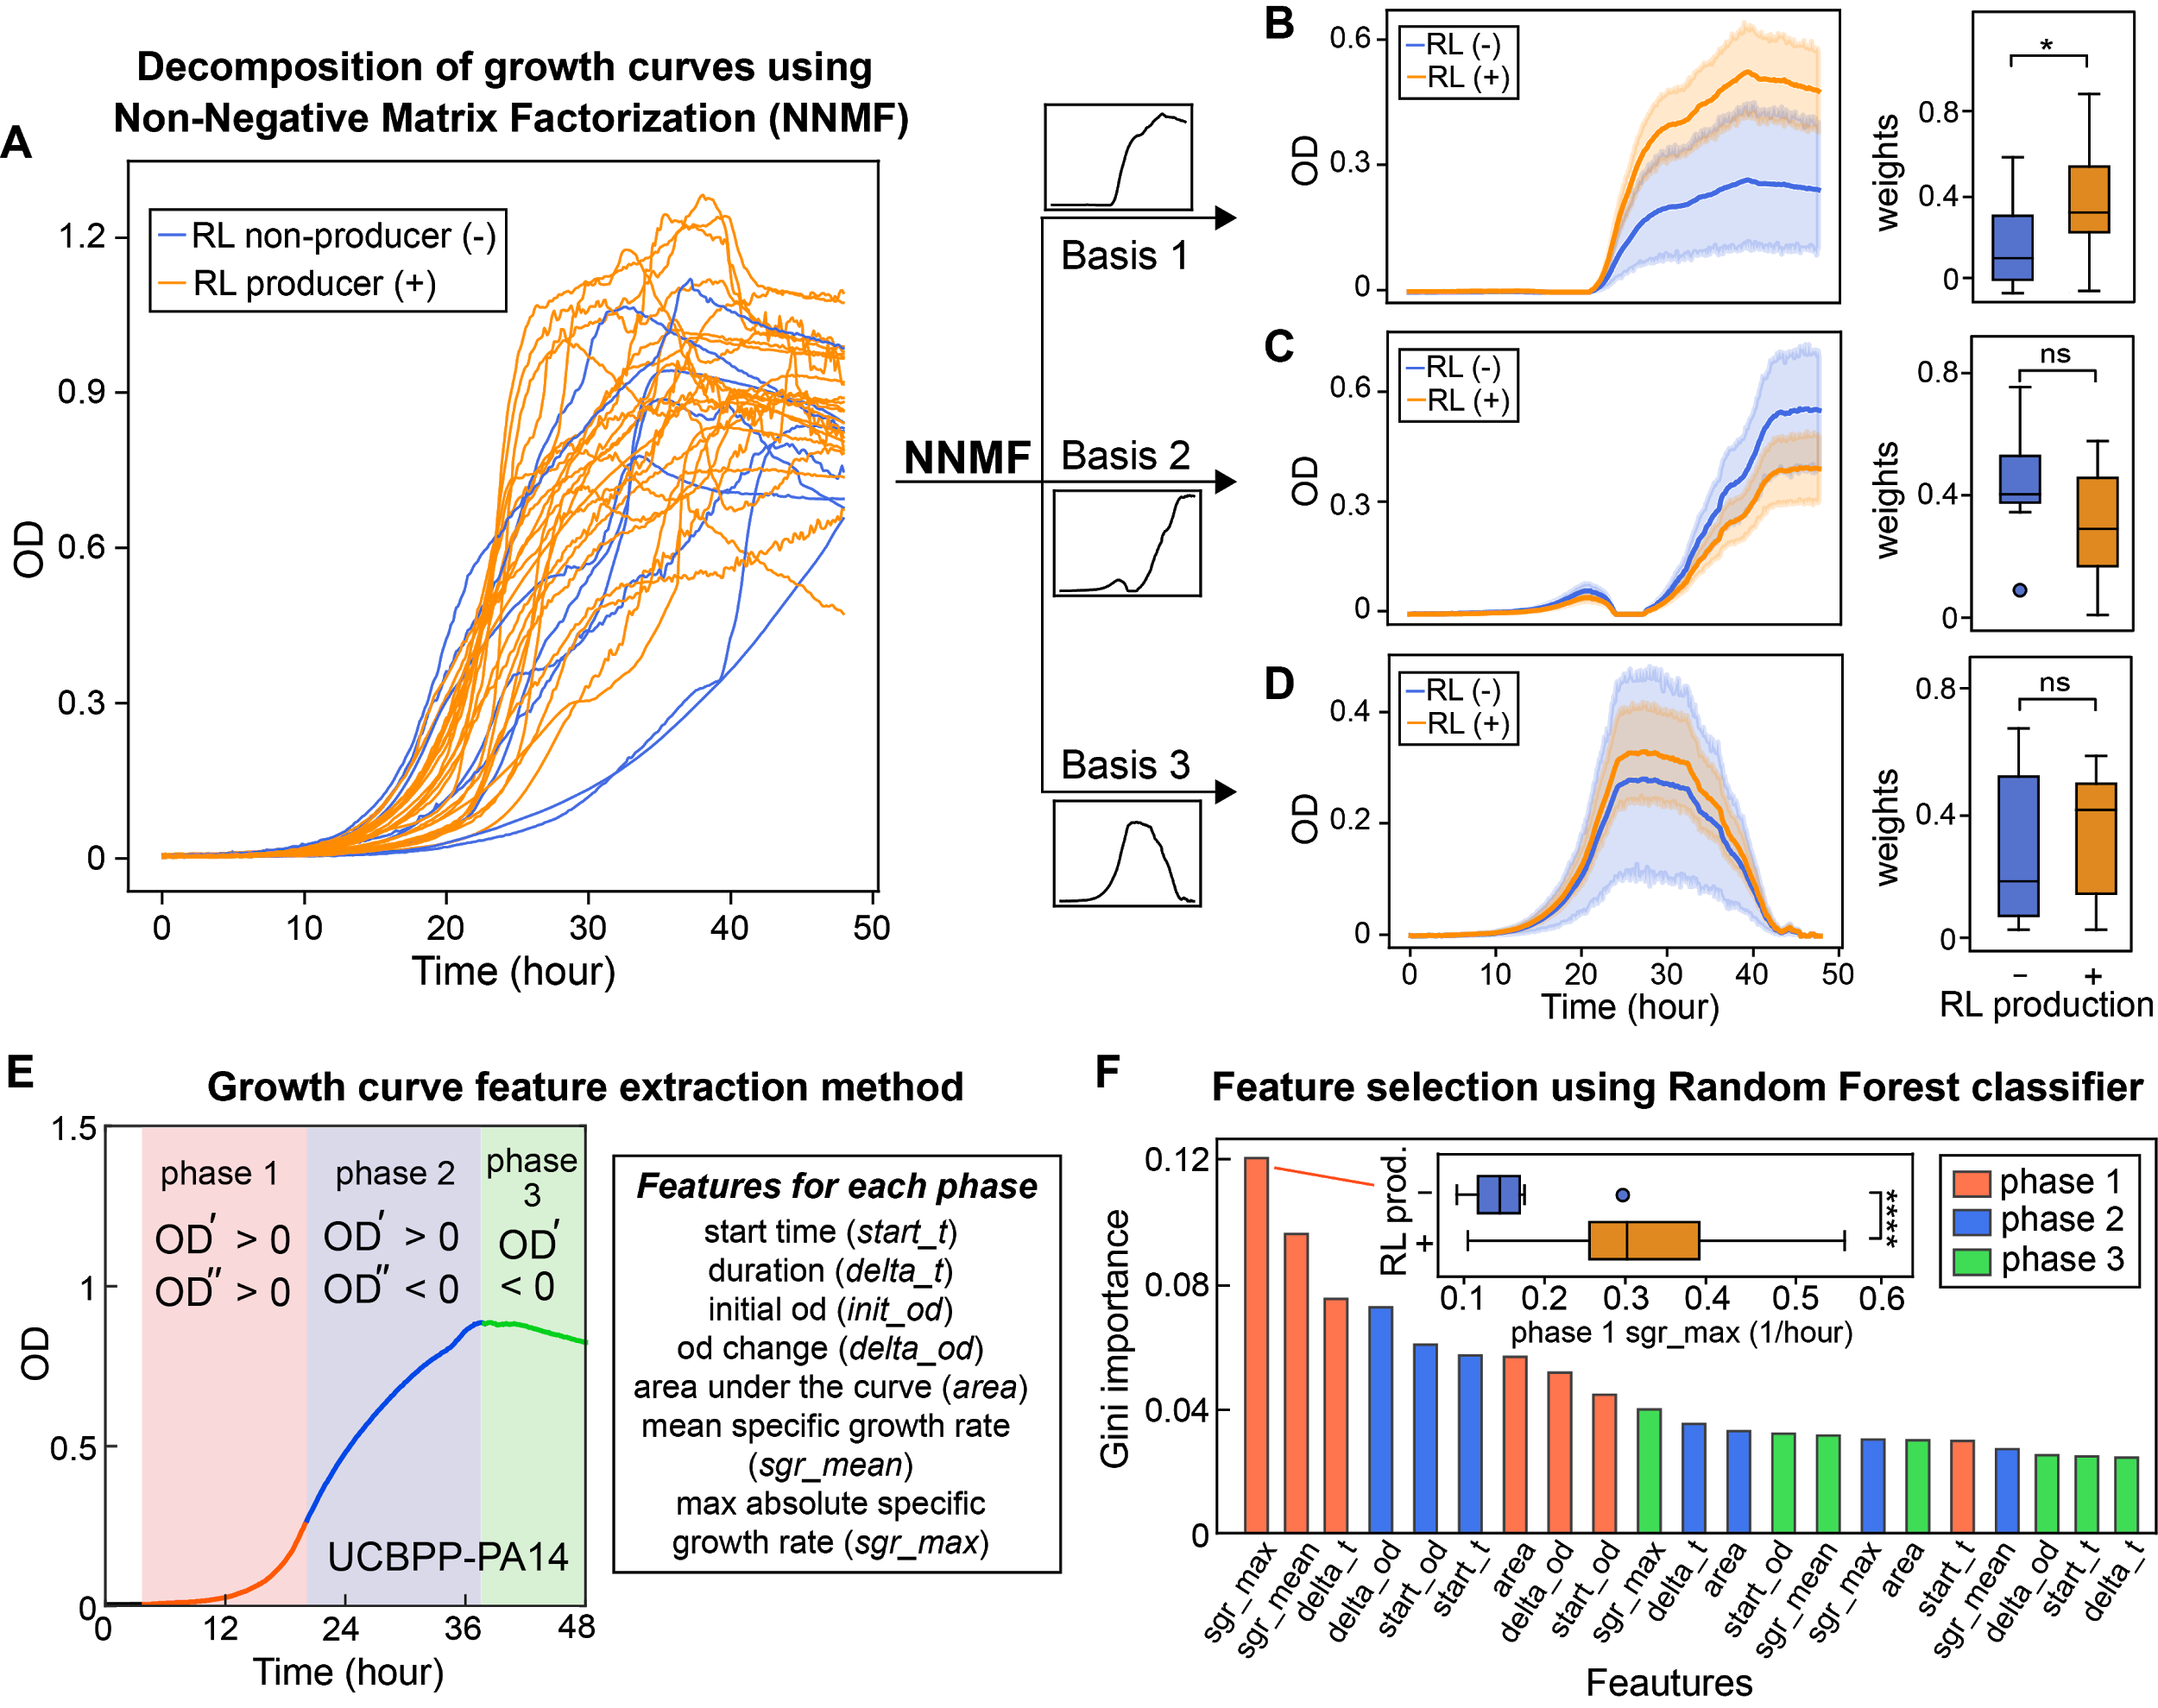 Decomposition of growth curves using
Non-Negative Matrix Factorization (NNMF)
A
RL non-producer (-)
RL producer (+)
1.2
0.9
0.6
0.3
0
OD
0
10
20
30
40
50
Time (hour)
NNMF
Basis 1
Basis 2
Basis 3
B
RL (-)
RL (+)
0.6
0.3
0
OD
*
0.8
0.4
0
weights
C
RL (-)
RL (+)
0.6
0.3
0
OD
ns
0.8
0.4
0
weights
D
RL (-)
RL (+)
0.4
0.2
0
OD
0
10
20
30
40
50
Time (hour)
ns
0.8
0.4
0
weights
− +
RL production
E
Growth curve feature extraction method
1.5
1
0.5
0
OD
phase 1
OD′ > 0
OD″ > 0
phase 2
OD′ > 0
OD″ < 0
phase
3
OD′
< 0
UCBPP-PA14
0
12
24
36
48
Time (hour)
Features for each phase
start time (start_t)
duration (delta_t)
initial od (init_od)
od change (delta_od)
area under the curve (area)
mean specific growth rate
(sgr_mean)
max absolute specific
growth rate (sgr_max)
F
Feature selection using Random Forest classifier
0.12
0.08
0.04
0
Gini importance
RL prod.
−
+
****
0.1
0.2
0.3
0.4
0.5
0.6
phase 1 sgr_max (1/hour)
phase 1
phase 2
phase 3
sgr_max
sgr_mean
delta_t
delta_od
start_od
start_t
area
delta_od
start_od
sgr_max
delta_t
area
start_od
sgr_mean
sgr_max
area
start_t
sgr_mean
delta_od
start_t
delta_t
Feautures